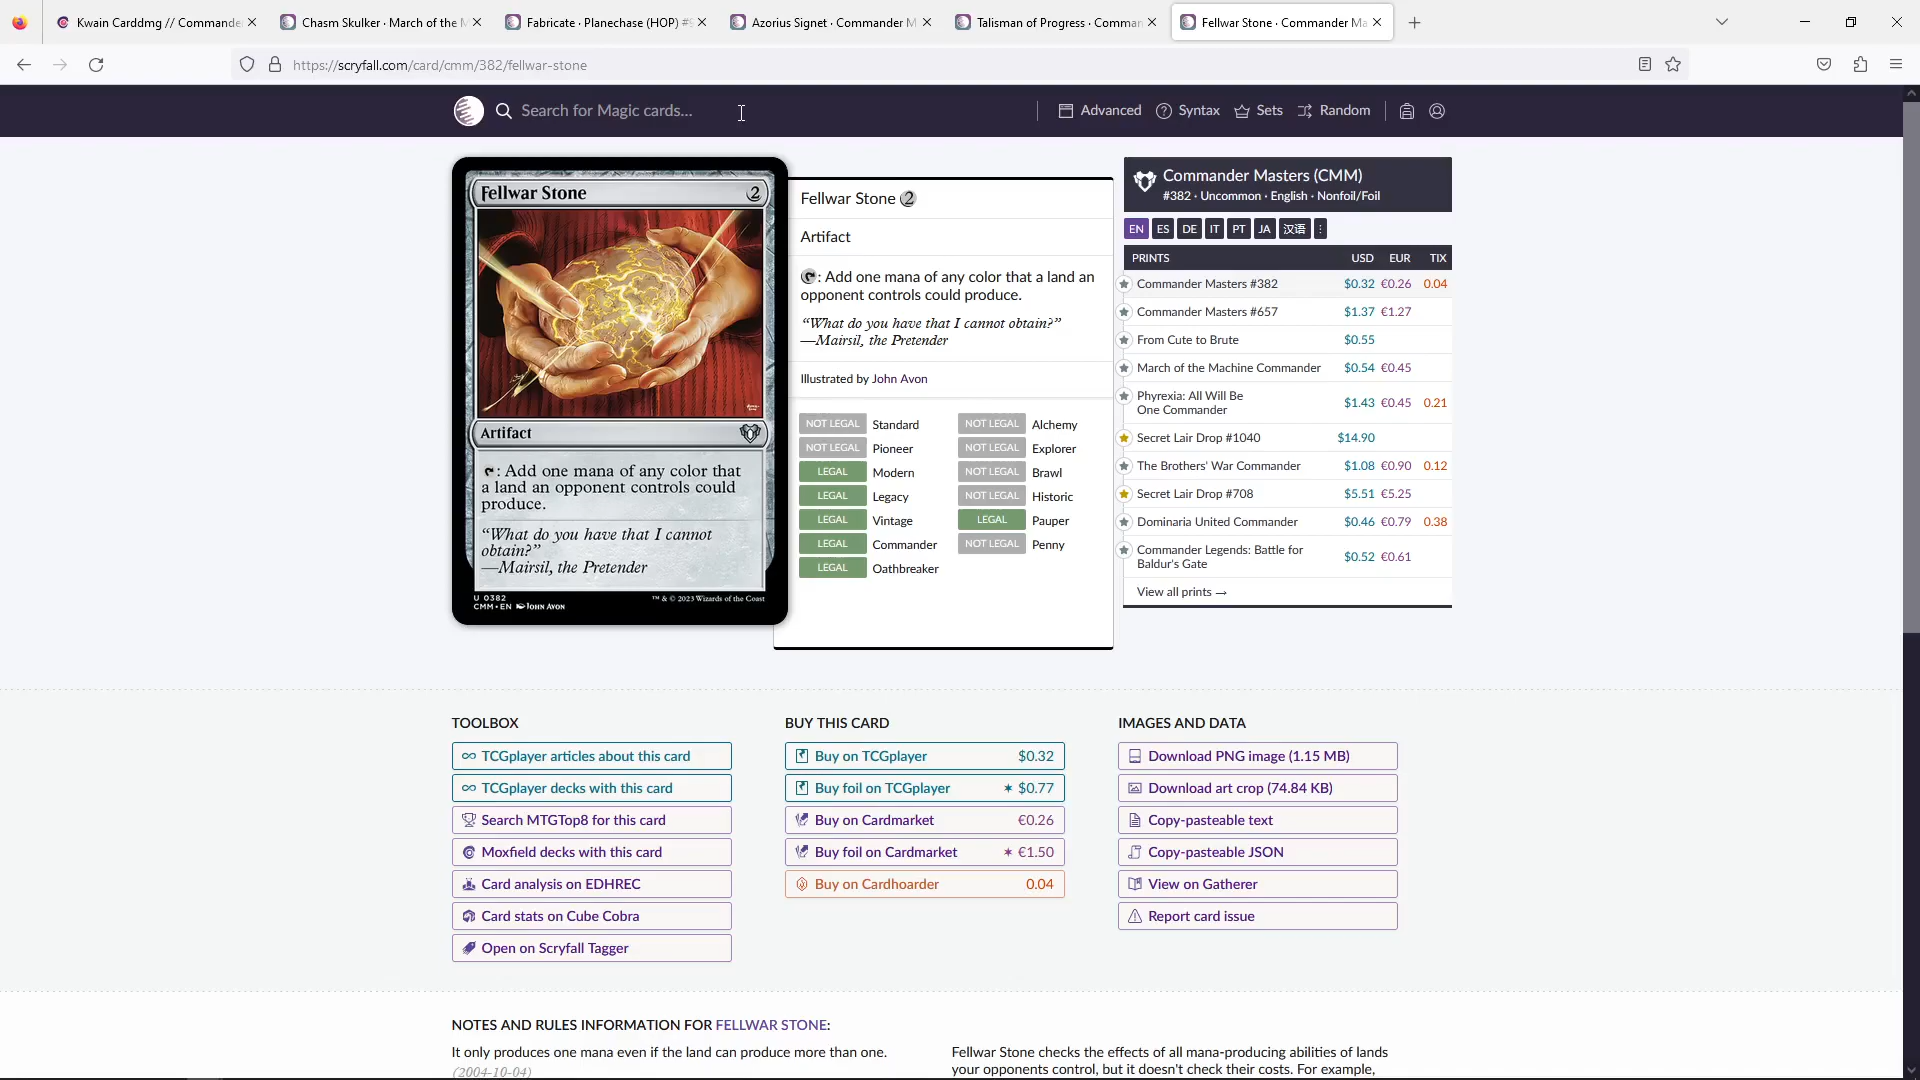 Kwain Carddmg // Commande
Chasm Skulker · March of the M
Fabricate · Planechase (HOP) #9
Azorius Signet · Commander M
Talisman of Progress · Comman
Fellwar Stone · Commander Ma
https://scryfall.com/card/cmm/382/fellwar-stone
Search for Magic cards...
Advanced
Syntax
Sets
Random
Fellwar Stone 2
Artifact
: Add one mana of any color that
a land an opponent controls could
produce.
“What do you have that I cannot
obtain?”
—Mairsil, the Pretender
U 0382
CMM • EN John Avon
™ & © 2023 Wizards of the Coast
Fellwar Stone 2
Artifact
: Add one mana of any color that a land an
opponent controls could produce.
“What do you have that I cannot obtain?”
—Mairsil, the Pretender
Illustrated by John Avon
NOT LEGAL Standard NOT LEGAL Alchemy
NOT LEGAL Pioneer NOT LEGAL Explorer
LEGAL Modern NOT LEGAL Brawl
LEGAL Legacy NOT LEGAL Historic
LEGAL Vintage LEGAL Pauper
LEGAL Commander NOT LEGAL Penny
LEGAL Oathbreaker
Commander Masters (CMM)
#382 · Uncommon · English · Nonfoil/Foil
EN ES DE IT PT JA 汉语
PRINTS USD EUR TIX
Commander Masters #382 $0.32 €0.26 0.04
Commander Masters #657 $1.37 €1.27
From Cute to Brute $0.55
March of the Machine Commander $0.54 €0.45
Phyrexia: All Will Be
One Commander $1.43 €0.45 0.21
Secret Lair Drop #1040 $14.90
The Brothers’ War Commander $1.08 €0.90 0.12
Secret Lair Drop #708 $5.51 €5.25
Dominaria United Commander $0.46 €0.79 0.38
Commander Legends: Battle for
Baldur's Gate $0.52 €0.61
View all prints →
TOOLBOX
TCGplayer articles about this card
TCGplayer decks with this card
Search MTGTop8 for this card
Moxfield decks with this card
Card analysis on EDHREC
Card stats on Cube Cobra
Open on Scryfall Tagger
BUY THIS CARD
Buy on TCGplayer $0.32
Buy foil on TCGplayer ✶ $0.77
Buy on Cardmarket €0.26
Buy foil on Cardmarket ✶ €1.50
Buy on Cardhoarder 0.04
IMAGES AND DATA
Download PNG image (1.15 MB)
Download art crop (74.84 KB)
Copy-pasteable text
Copy-pasteable JSON
View on Gatherer
Report card issue
NOTES AND RULES INFORMATION FOR FELLWAR STONE:
It only produces one mana even if the land can produce more than one.
(2004-10-04)
Fellwar Stone checks the effects of all mana-producing abilities of lands
your opponents control, but it doesn't check their costs. For example,